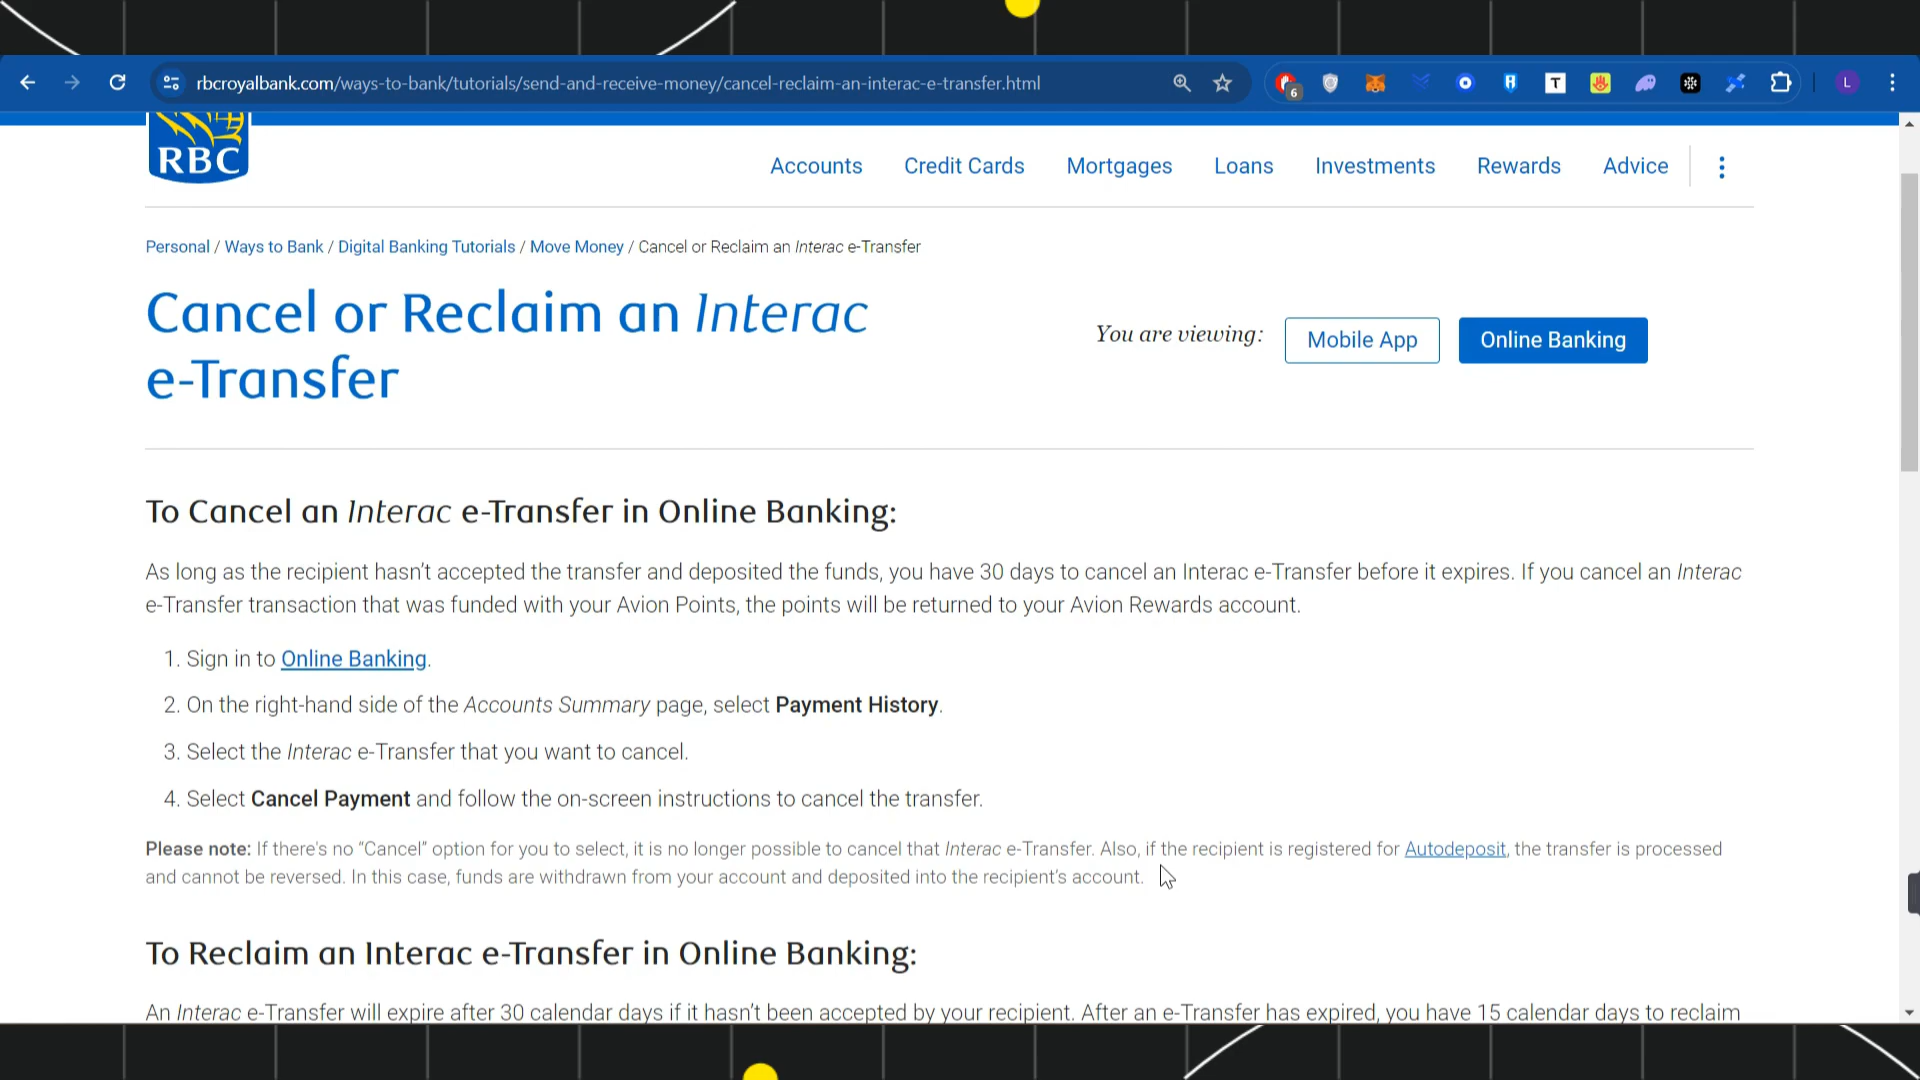 rbcroyalbank.com/ways-to-bank/tutorials/send-and-receive-money/cancel-reclaim-an-interac-e-transfer.html
6
T
L
RBC
Accounts Credit Cards Mortgages Loans Investments Rewards Advice
Personal / Ways to Bank / Digital Banking Tutorials / Move Money / Cancel or Reclaim an Interac e-Transfer
Cancel or Reclaim an Interac
e-Transfer
You are viewing: Mobile App Online Banking
To Cancel an Interac e-Transfer in Online Banking:
As long as the recipient hasn’t accepted the transfer and deposited the funds, you have 30 days to cancel an Interac e-Transfer before it expires. If you cancel an Interac
e-Transfer transaction that was funded with your Avion Points, the points will be returned to your Avion Rewards account.
1. Sign in to Online Banking.
2. On the right-hand side of the Accounts Summary page, select Payment History.
3. Select the Interac e-Transfer that you want to cancel.
4. Select Cancel Payment and follow the on-screen instructions to cancel the transfer.
Please note: If there's no “Cancel” option for you to select, it is no longer possible to cancel that Interac e-Transfer. Also, if the recipient is registered for Autodeposit, the transfer is processed
and cannot be reversed. In this case, funds are withdrawn from your account and deposited into the recipient’s account.
To Reclaim an Interac e-Transfer in Online Banking:
An Interac e-Transfer will expire after 30 calendar days if it hasn’t been accepted by your recipient. After an e-Transfer has expired, you have 15 calendar days to reclaim